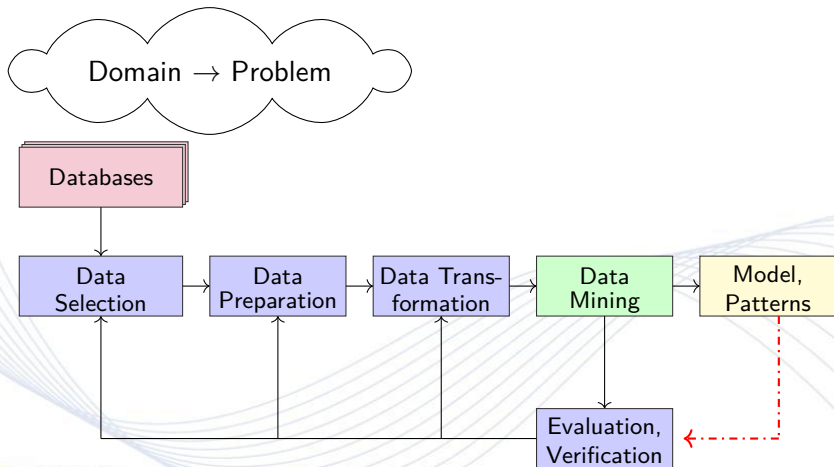 Domain → Problem
Databases
Data
Selection
Data
Preparation
Data Trans-
formation
Data
Mining
Model,
Patterns
Evaluation,
Verification